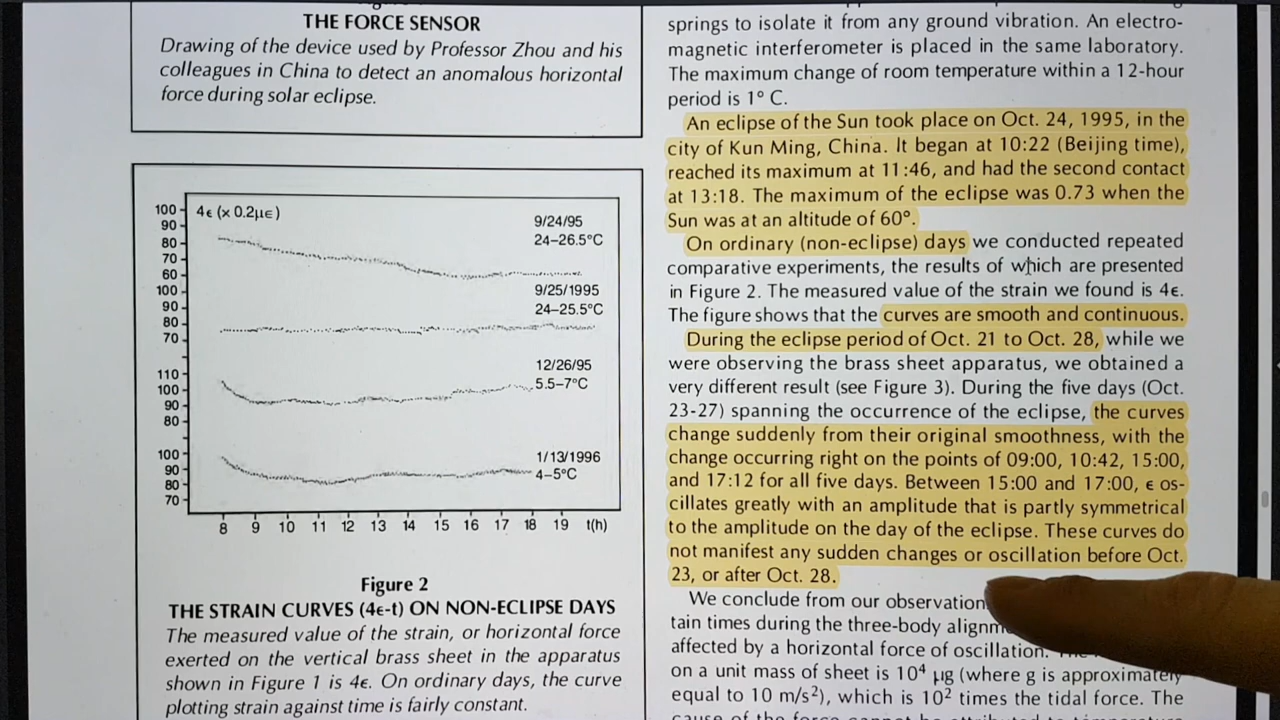 THE FORCE SENSOR
Drawing of the device used by Professor Zhou and his
colleagues in China to detect an anomalous horizontal
force during solar eclipse.
100
90
80
70
60
100
90
80
70
110
100
90
80
100
90
80
70
4ϵ (x 0.2μϵ)
9/24/95
24–26.5°C
9/25/1995
24–25.5°C
12/26/95
5.5–7°C
1/13/1996
4–5°C
8 9 10 11 12 13 14 15 16 17 18 19 t(h)
Figure 2
THE STRAIN CURVES (4ϵ-t) ON NON-ECLIPSE DAYS
The measured value of the strain, or horizontal force
exerted on the vertical brass sheet in the apparatus
shown in Figure 1 is 4ϵ. On ordinary days, the curve
plotting strain against time is fairly constant.
springs to isolate it from any ground vibration. An electro-
magnetic interferometer is placed in the same laboratory.
The maximum change of room temperature within a 12-hour
period is 1° C.
An eclipse of the Sun took place on Oct. 24, 1995, in the
city of Kun Ming, China. It began at 10:22 (Beijing time),
reached its maximum at 11:46, and had the second contact
at 13:18. The maximum of the eclipse was 0.73 when the
Sun was at an altitude of 60°.
On ordinary (non-eclipse) days we conducted repeated
comparative experiments, the results of which are presented
in Figure 2. The measured value of the strain we found is 4ϵ.
The figure shows that the curves are smooth and continuous.
During the eclipse period of Oct. 21 to Oct. 28, while we
were observing the brass sheet apparatus, we obtained a
very different result (see Figure 3). During the five days (Oct.
23-27) spanning the occurrence of the eclipse, the curves
change suddenly from their original smoothness, with the
change occurring right on the points of 09:00, 10:42, 15:00,
and 17:12 for all five days. Between 15:00 and 17:00, ϵ os-
cillates greatly with an amplitude that is partly symmetrical
to the amplitude on the day of the eclipse. These curves do
not manifest any sudden changes or oscillation before Oct.
23, or after Oct. 28.
We conclude from our observation
tain times during the three-body
affected by a horizontal force of oscillation.
on a unit mass of sheet is 10⁴ μg (where g is approximately
equal to 10 m/s²), which is 10² times the tidal force. The